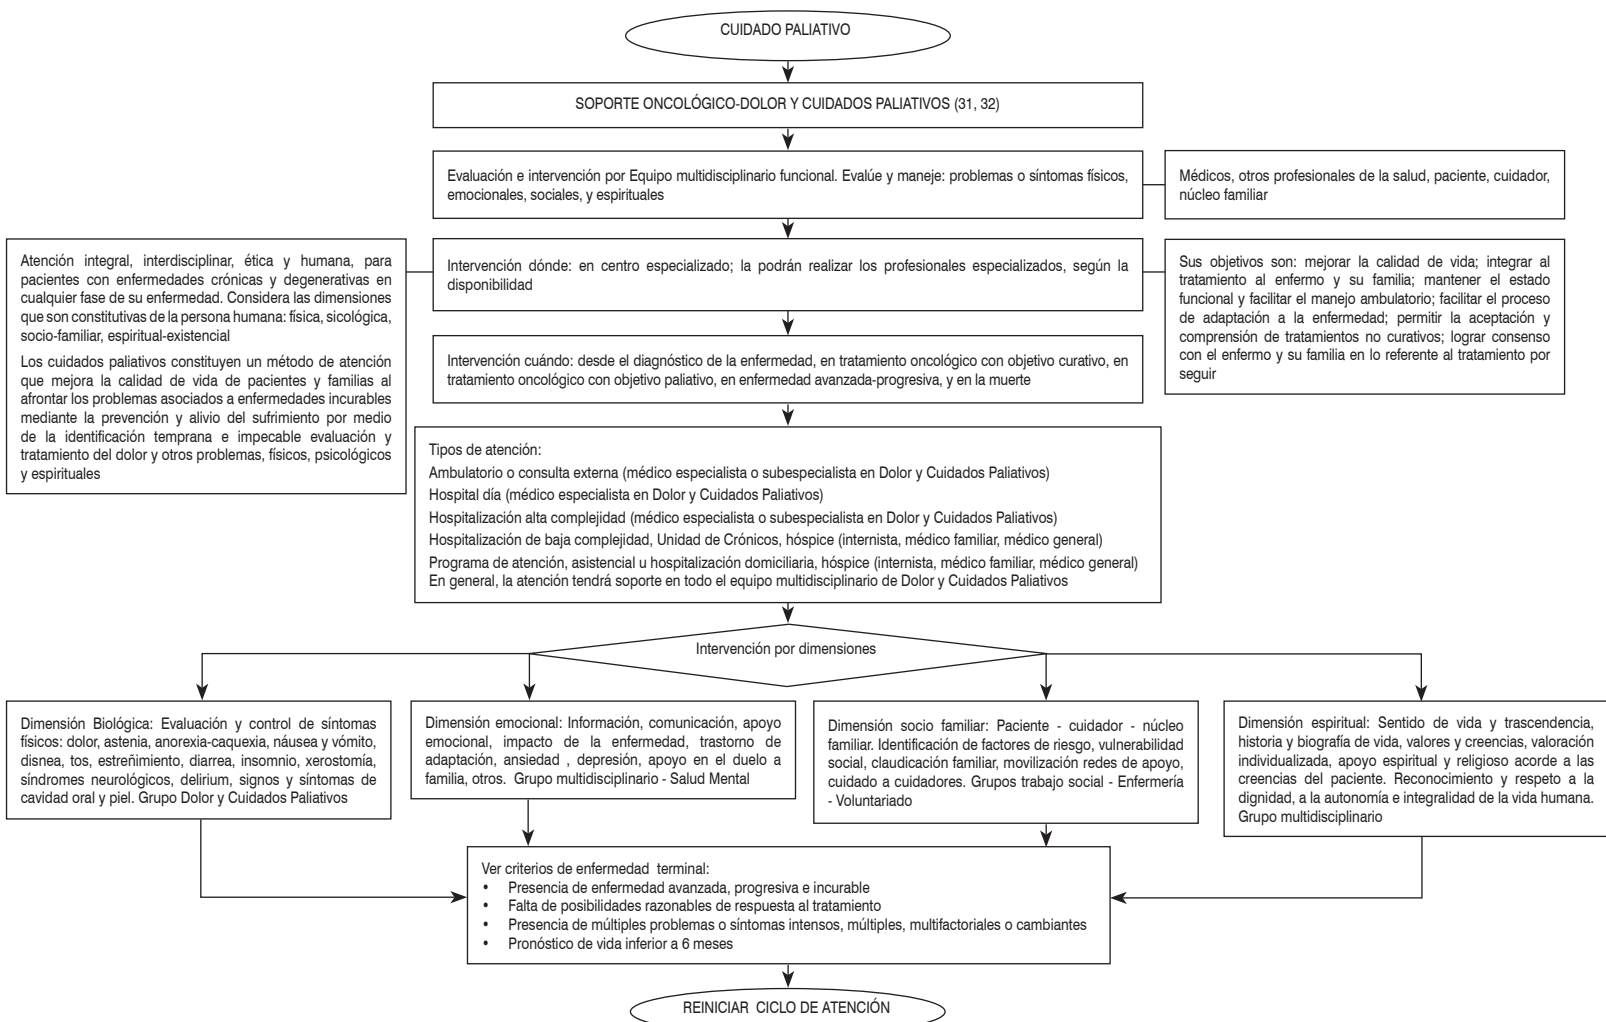 CUIDADO PALIATIVO
SOPORTE ONCOLÓGICO-DOLOR Y CUIDADOS PALIATIVOS (31, 32)
Evaluación e intervención por Equipo multidisciplinario funcional. Evalúe y maneje: problemas o síntomas físicos,
emocionales, sociales, y espirituales
Médicos, otros profesionales de la salud, paciente, cuidador,
núcleo familiar
Atención integral, interdisciplinar, ética y humana, para
pacientes con enfermedades crónicas y degenerativas en
cualquier fase de su enfermedad. Considera las dimensiones
que son constitutivas de la persona humana: física, sicológica,
socio-familiar, espiritual-existencial
Los cuidados paliativos constituyen un método de atención
que mejora la calidad de vida de pacientes y familias al
afrontar los problemas asociados a enfermedades incurables
mediante la prevención y alivio del sufrimiento por medio
de la identificación temprana e impecable evaluación y
tratamiento del dolor y otros problemas, físicos, psicológicos
y espirituales
Intervención dónde: en centro especializado; la podrán realizar los profesionales especializados, según la
disponibilidad
Sus objetivos son: mejorar la calidad de vida; integrar al
tratamiento al enfermo y su familia; mantener el estado
funcional y facilitar el manejo ambulatorio; facilitar el proceso
de adaptación a la enfermedad; permitir la aceptación y
comprensión de tratamientos no curativos; lograr consenso
con el enfermo y su familia en lo referente al tratamiento por
seguir
Intervención cuándo: desde el diagnóstico de la enfermedad, en tratamiento oncológico con objetivo curativo, en
tratamiento oncológico con objetivo paliativo, en enfermedad avanzada-progresiva, y en la muerte
Tipos de atención:
Ambulatorio o consulta externa (médico especialista o subespecialista en Dolor y Cuidados Paliativos)
Hospital día (médico especialista en Dolor y Cuidados Paliativos)
Hospitalización alta complejidad (médico especialista o subespecialista en Dolor y Cuidados Paliativos)
Hospitalización de baja complejidad, Unidad de Crónicos, hóspice (internista, médico familiar, médico general)
Programa de atención, asistencial u hospitalización domiciliaria, hóspice (internista, médico familiar, médico general)
En general, la atención tendrá soporte en todo el equipo multidisciplinario de Dolor y Cuidados Paliativos
Intervención por dimensiones
Dimensión Biológica: Evaluación y control de síntomas
físicos: dolor, astenia, anorexia-caquexia, náusea y vómito,
disnea, tos, estreñimiento, diarrea, insomnio, xerostomía,
síndromes neurológicos, delirium, signos y síntomas de
cavidad oral y piel. Grupo Dolor y Cuidados Paliativos
Dimensión emocional: Información, comunicación, apoyo
emocional, impacto de la enfermedad, trastorno de
adaptación, ansiedad , depresión, apoyo en el duelo a
familia, otros. Grupo multidisciplinario - Salud Mental
Dimensión socio familiar: Paciente - cuidador - núcleo
familiar. Identificación de factores de riesgo, vulnerabilidad
social, claudicación familiar, movilización redes de apoyo,
cuidado a cuidadores. Grupos trabajo social - Enfermería
- Voluntariado
Dimensión espiritual: Sentido de vida y trascendencia,
historia y biografía de vida, valores y creencias, valoración
individualizada, apoyo espiritual y religioso acorde a las
creencias del paciente. Reconocimiento y respeto a la
dignidad, a la autonomía e integralidad de la vida humana.
Grupo multidisciplinario
Ver criterios de enfermedad terminal:
• Presencia de enfermedad avanzada, progresiva e incurable
• Falta de posibilidades razonables de respuesta al tratamiento
• Presencia de múltiples problemas o síntomas intensos, múltiples, multifactoriales o cambiantes
• Pronóstico de vida inferior a 6 meses
REINICIAR CICLO DE ATENCIÓN